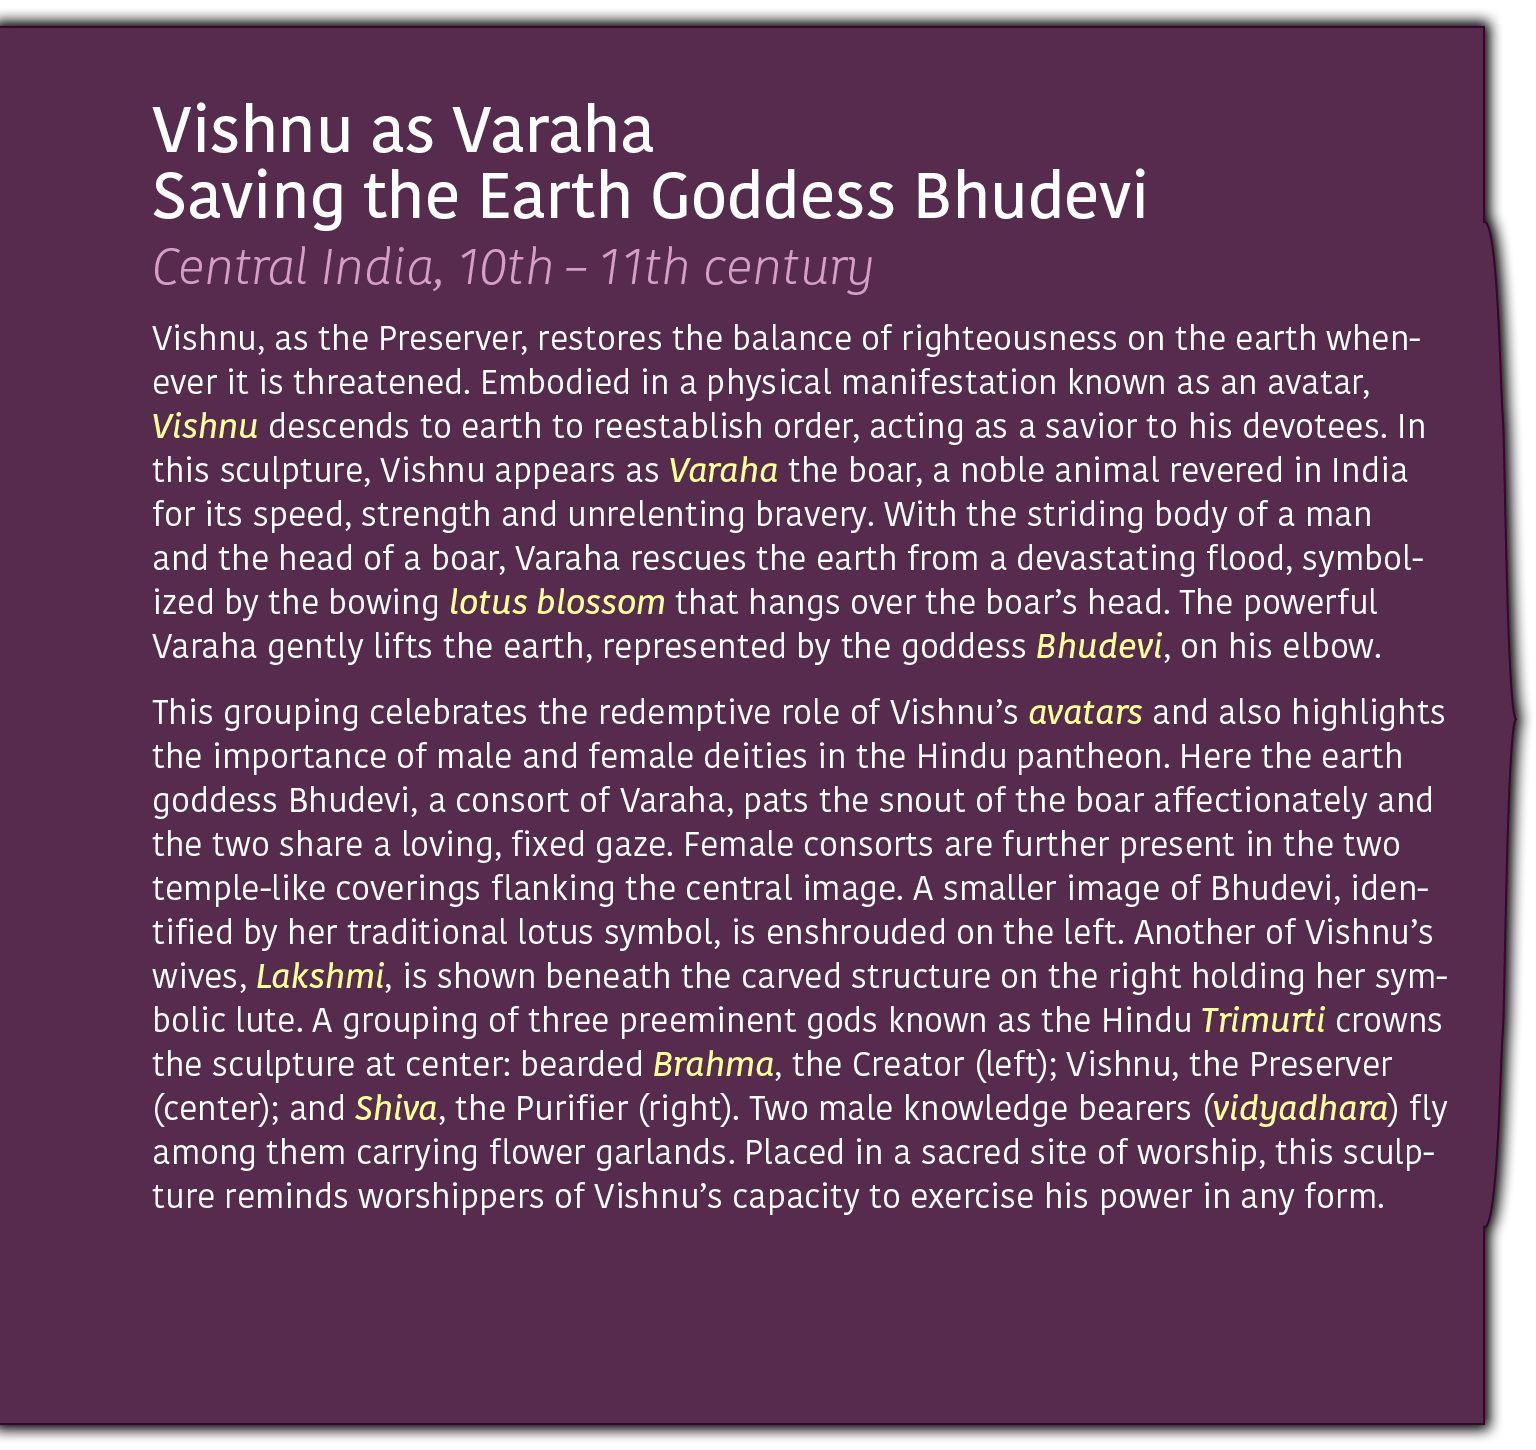 Vishnu as Varaha
Saving the Earth Goddess Bhudevi
Central India, 10th – 11th century
Vishnu, as the Preserver, restores the balance of righteousness on the earth when-
ever it is threatened. Embodied in a physical manifestation known as an avatar,
Vishnu descends to earth to reestablish order, acting as a savior to his devotees. In
this sculpture, Vishnu appears as Varaha the boar, a noble animal revered in India
for its speed, strength and unrelenting bravery. With the striding body of a man
and the head of a boar, Varaha rescues the earth from a devastating flood, symbol-
ized by the bowing lotus blossom that hangs over the boar’s head. The powerful
Varaha gently lifts the earth, represented by the goddess Bhudevi, on his elbow.
This grouping celebrates the redemptive role of Vishnu’s avatars and also highlights
the importance of male and female deities in the Hindu pantheon. Here the earth
goddess Bhudevi, a consort of Varaha, pats the snout of the boar affectionately and
the two share a loving, fixed gaze. Female consorts are further present in the two
temple-like coverings flanking the central image. A smaller image of Bhudevi, iden-
tified by her traditional lotus symbol, is enshrouded on the left. Another of Vishnu’s
wives, Lakshmi, is shown beneath the carved structure on the right holding her sym-
bolic lute. A grouping of three preeminent gods known as the Hindu Trimurti crowns
the sculpture at center: bearded Brahma, the Creator (left); Vishnu, the Preserver
(center); and Shiva, the Purifier (right). Two male knowledge bearers (vidyadhara) fly
among them carrying flower garlands. Placed in a sacred site of worship, this sculp-
ture reminds worshippers of Vishnu’s capacity to exercise his power in any form.